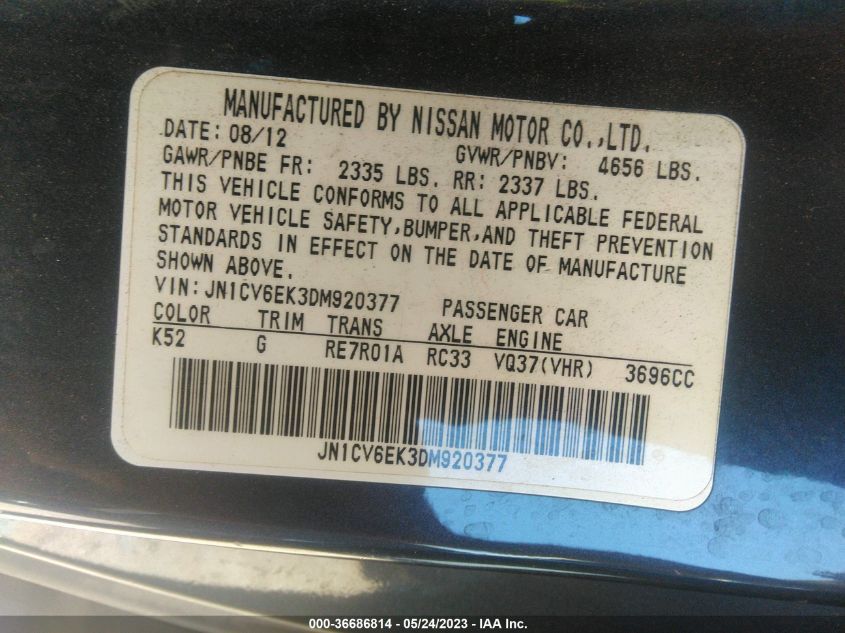 MANUFACTURED BY NISSAN MOTOR CO.,LTD.
DATE: 08/12 GVWR/PNBV: 4656 LBS.
GAWR/PNBE FR: 2335 LBS. RR: 2337 LBS.
THIS VEHICLE CONFORMS TO ALL APPLICABLE FEDERAL
MOTOR VEHICLE SAFETY,BUMPER,AND THEFT PREVENTION
STANDARDS IN EFFECT ON THE DATE OF MANUFACTURE
SHOWN ABOVE.
VIN: JN1CV6EK3DM920377 PASSENGER CAR
COLOR TRIM TRANS AXLE ENGINE
K52 G RE7R01A RC33 VQ37(VHR) 3696CC
JN1CV6EK3DM920377
000-36686814 - 05/24/2023 - IAA Inc.